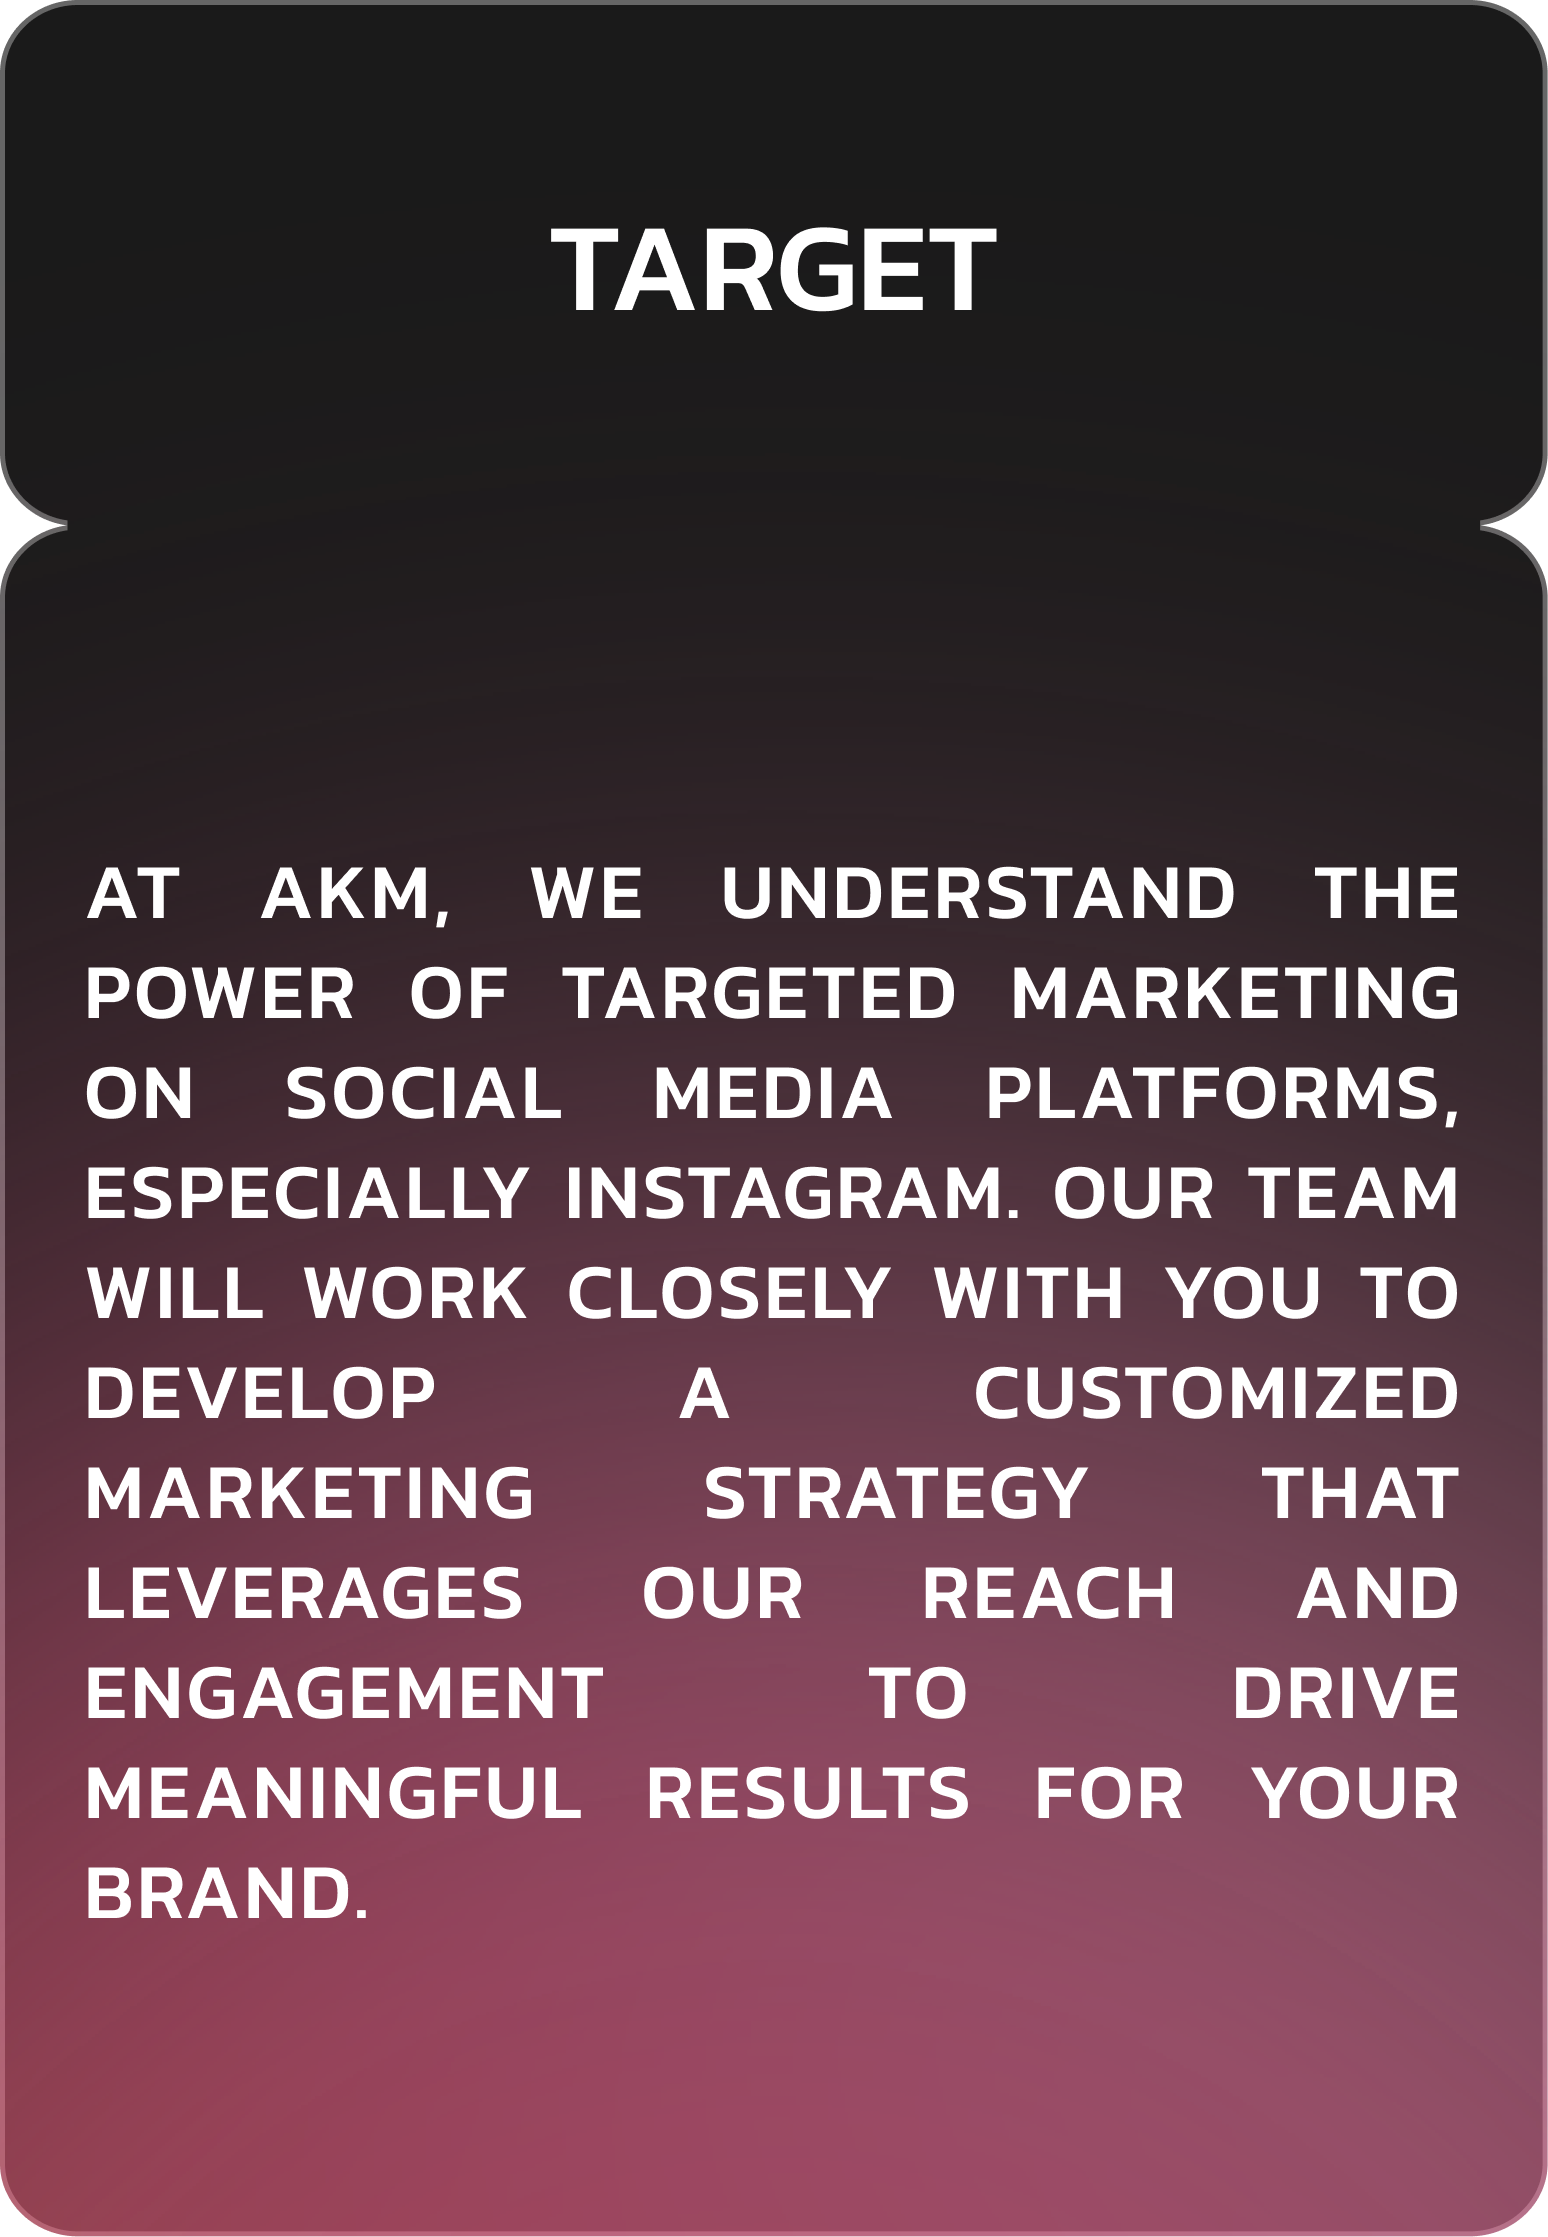 TARGET
AT AKM, WE UNDERSTAND THE
POWER OF TARGETED MARKETING
ON SOCIAL MEDIA PLATFORMS,
ESPECIALLY INSTAGRAM. OUR TEAM
WILL WORK CLOSELY WITH YOU TO
DEVELOP A CUSTOMIZED
MARKETING STRATEGY THAT
LEVERAGES OUR REACH AND
ENGAGEMENT TO DRIVE
MEANINGFUL RESULTS FOR YOUR
BRAND.